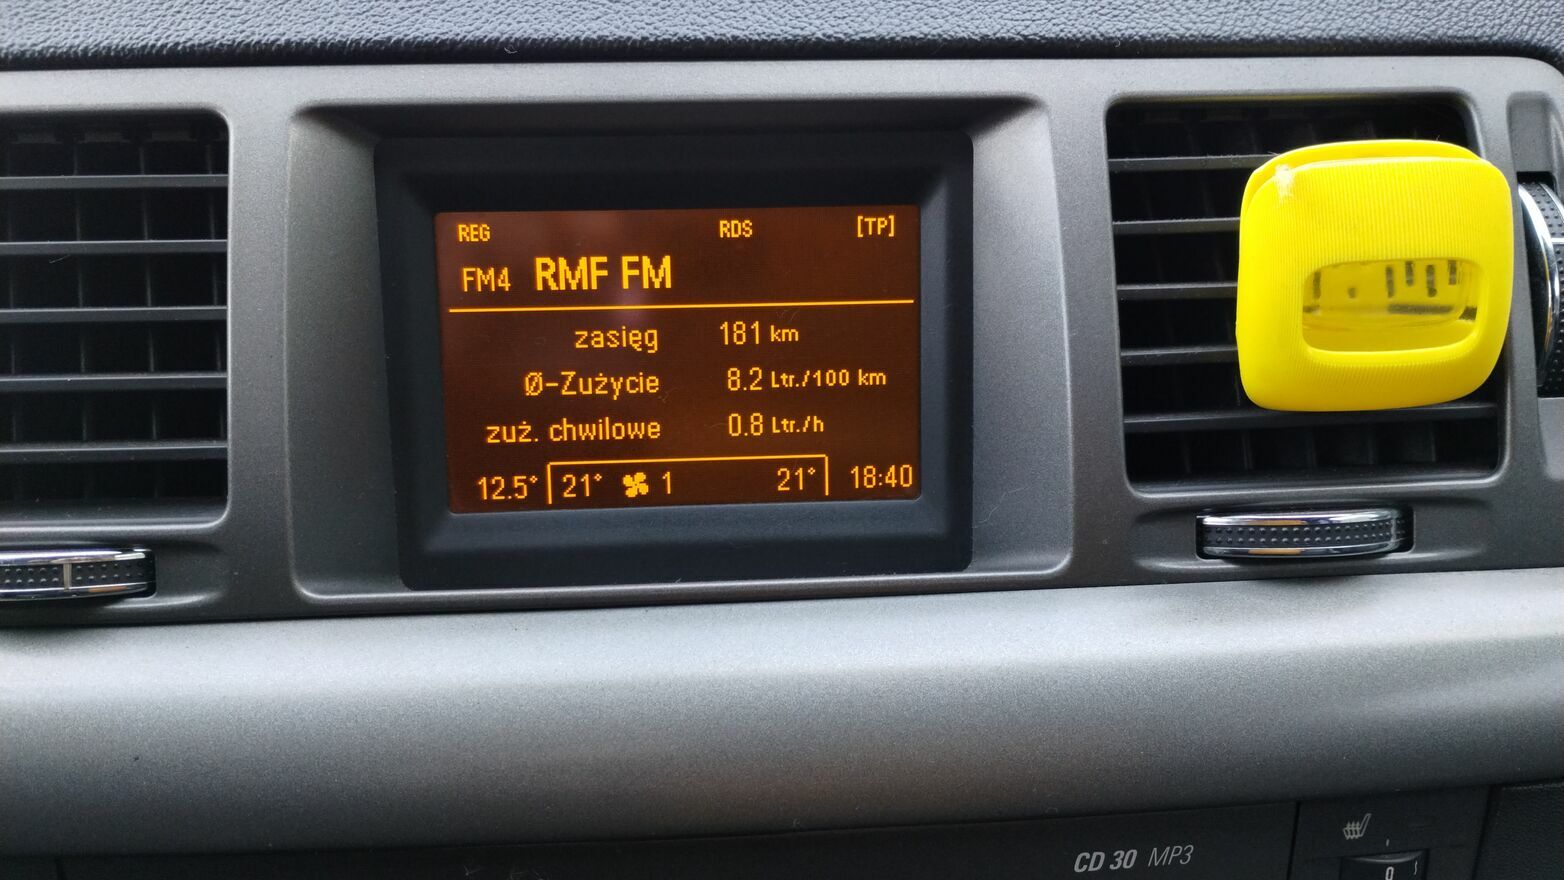 REG RDS [TP]
FM4 RMF FM
zasięg 181 km
Ø-Zużycie 8.2 Ltr./100 km
zuż. chwilowe 0.8 Ltr./h
12.5° 21° 1 21° 18:40
CD 30 MP3
0